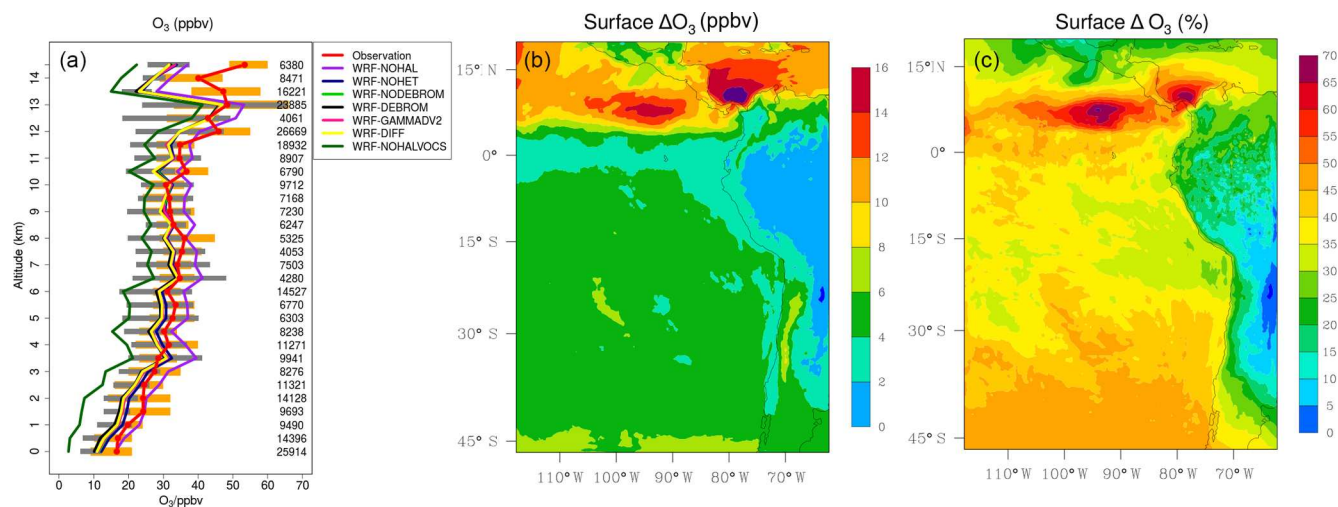 O3 (ppbv)
(a)
Altitude (km)
14
13
12
11
10
9
8
7
6
5
4
3
2
1
0
6380
8471
16221
23885
4061
26669
18932
8907
6790
9712
7168
7230
6247
5325
4053
7503
4280
14527
6770
6303
8238
11271
9941
8276
11321
14128
9693
9490
14396
25914
0 10 20 30 40 50 60 70
O3/ppbv
Observation
WRF-NOHAL
WRF-NOHET
WRF-NODEBROM
WRF-DEBROM
WRF-GAMMADV2
WRF-DIFF
WRF-NOHALVOCS
Surface ΔO3 (ppbv)
(b)
15°N
0°
15° S
30° S
45° S
110° W 100° W 90° W 80° W 70° W
16
14
12
10
8
6
4
2
0
Surface Δ O3 (%)
(c)
15°N
0°
15° S
30° S
45° S
110° W 100° W 90° W 80° W 70° W
70
65
60
55
50
45
40
35
30
25
20
15
10
5
0